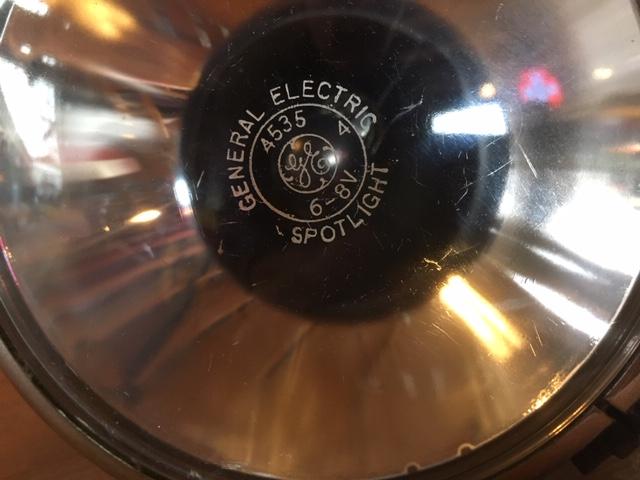 GENERAL ELECTRIC
4535 4
GE
6-8V
SPOTLIGHT